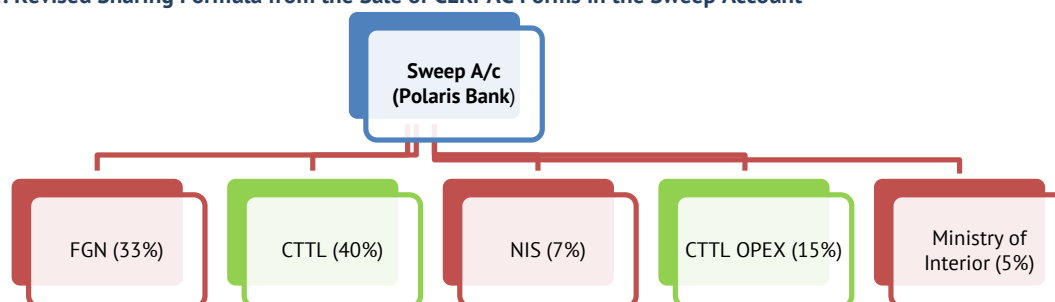 Revised Sharing Formula from the Sale of CERPAC Forms in the Sweep Account
Sweep A/c
(Polaris Bank)
FGN (33%)
CTTL (40%)
NIS (7%)
CTTL OPEX (15%)
Ministry of
Interior (5%)